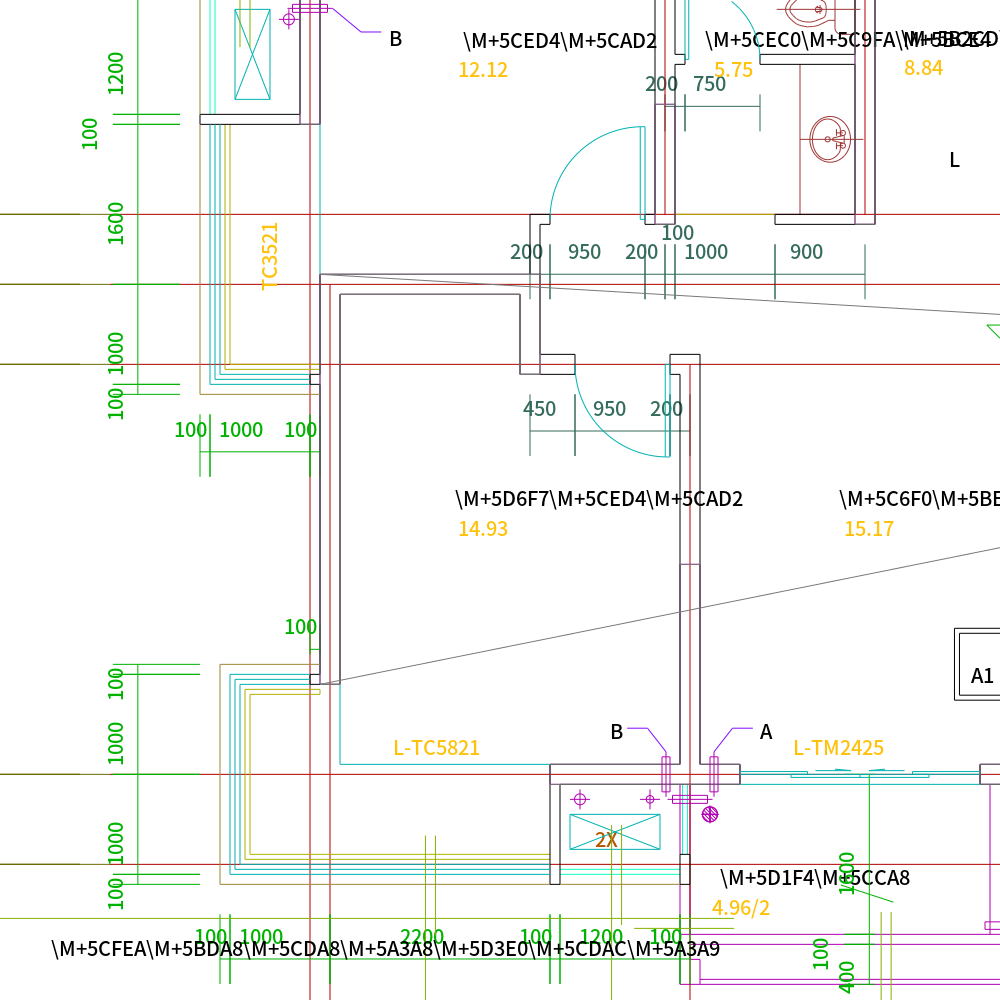 B
\M+5CED4\M+5CAD2
12.12
5.75
8.84
200 750
1200
100
1600
TC3521
L
100
200 950 200 1000 900
1000
100
450 950 200
100 1000 100
\M+5D6F7\M+5CED4\M+5CAD2
14.93
15.17
100
100
A1
B
A
1000
L-TC5821
L-TM2425
2X
1000
100
\M+5D1F4\M+5CCA8
4.96/2
100 1000 2200 100 1200 100
\M+5CFEA\M+5BDA8\M+5CDA8\M+5A3A8\M+5D3E0\M+5CDAC\M+5A3A9
100
400